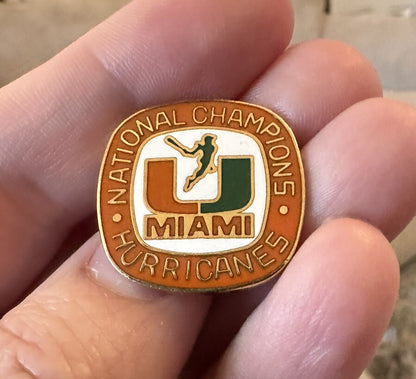 · NATIONAL CHAMPIONS ·
U
MIAMI
HURRICANES